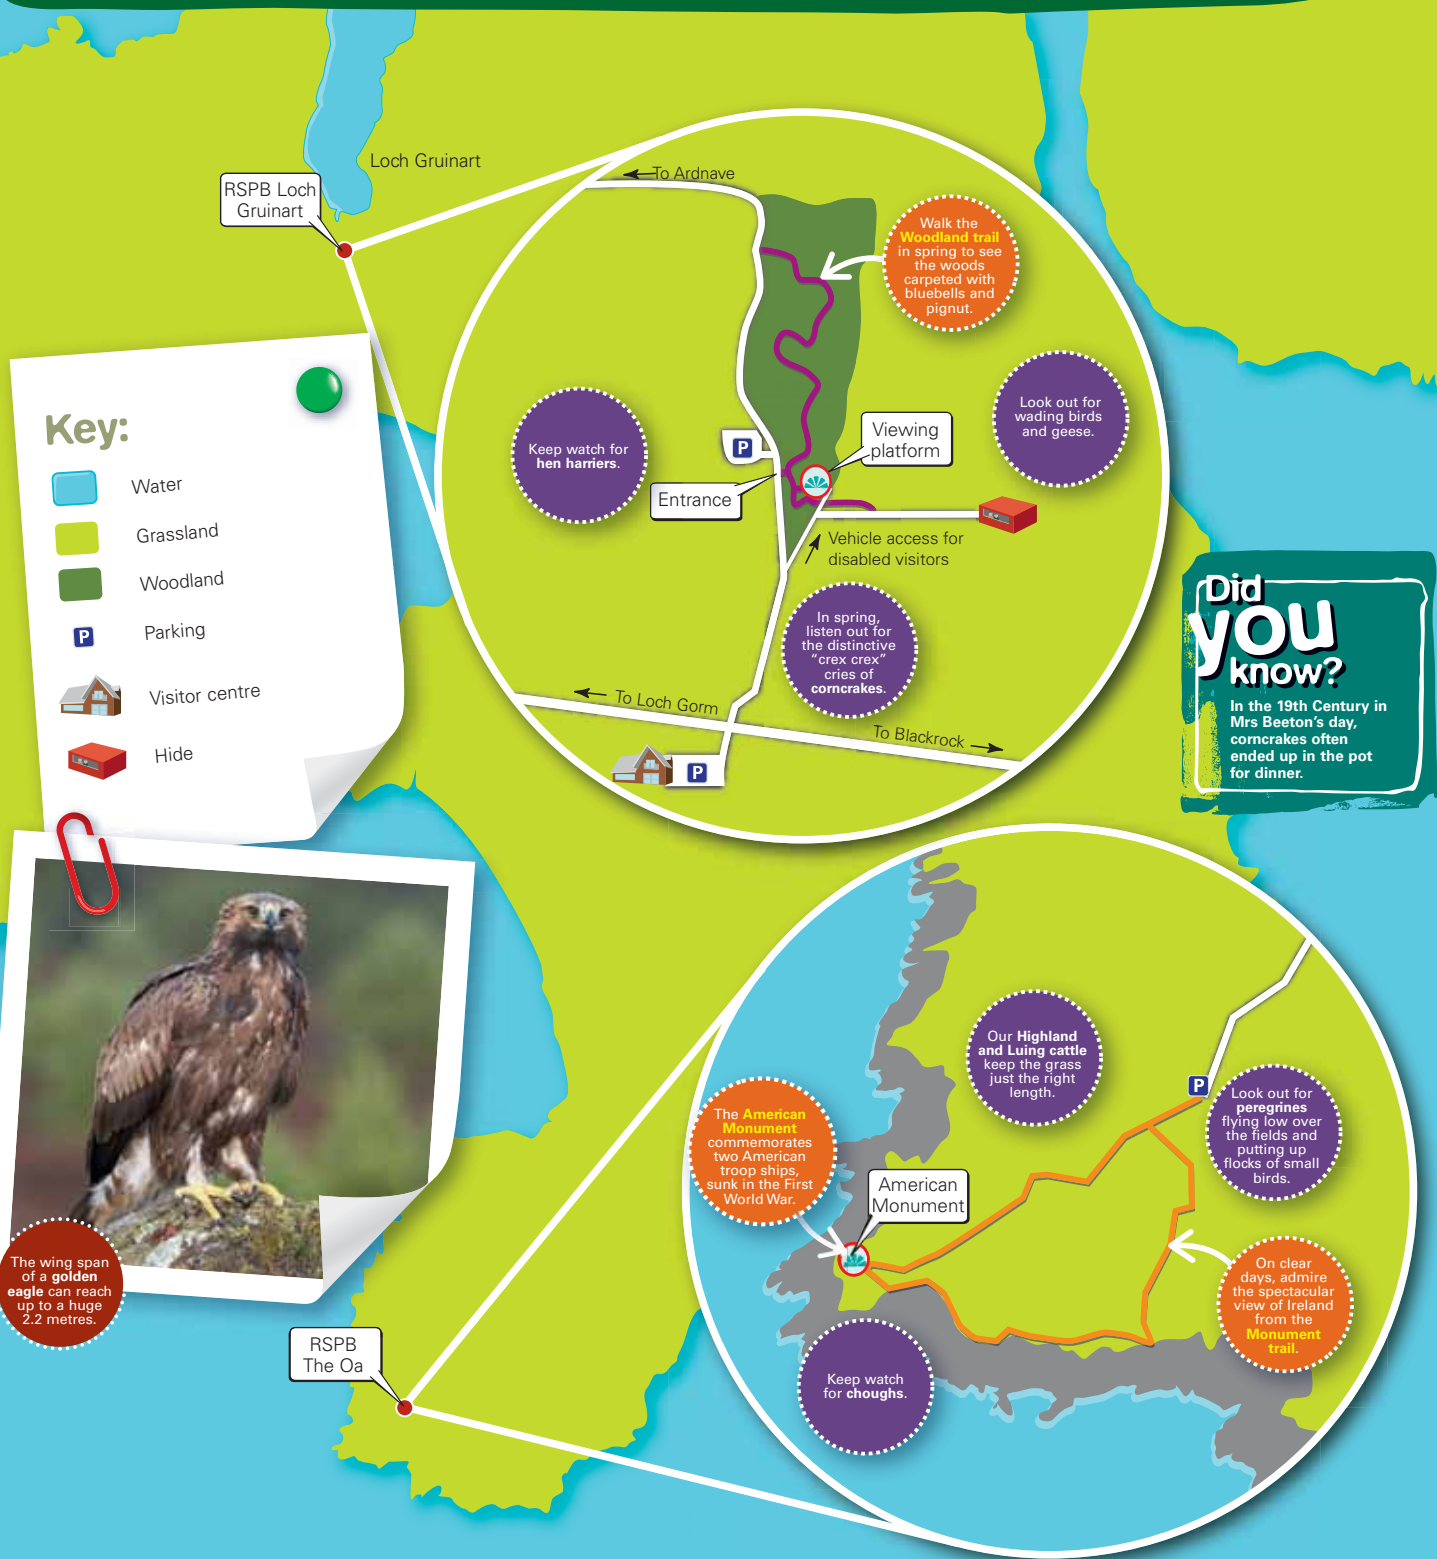 Loch Gruinart
RSPB Loch
Gruinart
To Ardnave
Walk the
Woodland trail
in spring to see
the woods
carpeted with
bluebells and
pignut.
Look out for
wading birds
and geese.
Keep watch for
hen harriers.
P
Viewing
platform
Entrance
Vehicle access for
disabled visitors
In spring,
listen out for
the distinctive
“crex crex”
cries of
corncrakes.
To Loch Gorm
To Blackrock
P
Key:
Water
Grassland
Woodland
P
Parking
Visitor centre
Hide
Did
you
know?
In the 19th Century in
Mrs Beeton's day,
corncrakes often
ended up in the pot
for dinner.
Our Highland
and Luing cattle
keep the grass
just the right
length.
P
Look out for
peregrines
flying low over
the fields and
putting up
flocks of small
birds.
The American
Monument
commemorates
two American
troop ships,
sunk in the First
World War.
American
Monument
On clear
days, admire
the spectacular
view of Ireland
from the
Monument
trail.
Keep watch
for choughs.
The wing span
of a golden
eagle can reach
up to a huge
2.2 metres.
RSPB
The Oa